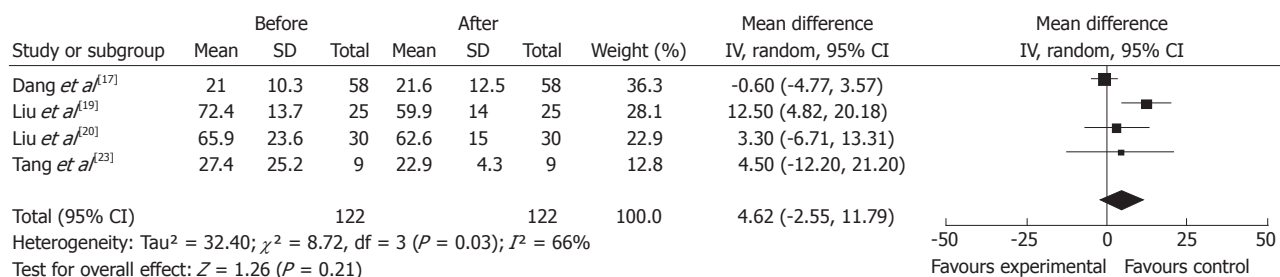 Before After Mean difference Mean difference
Study or subgroup Mean SD Total Mean SD Total Weight (%) IV, random, 95% CI IV, random, 95% CI
Dang et al[17] 21 10.3 58 21.6 12.5 58 36.3 -0.60 (-4.77, 3.57)
Liu et al[19] 72.4 13.7 25 59.9 14 25 28.1 12.50 (4.82, 20.18)
Liu et al[20] 65.9 23.6 30 62.6 15 30 22.9 3.30 (-6.71, 13.31)
Tang et al[23] 27.4 25.2 9 22.9 4.3 9 12.8 4.50 (-12.20, 21.20)
Total (95% CI) 122 122 100.0 4.62 (-2.55, 11.79)
Heterogeneity: Tau² = 32.40; χ² = 8.72, df = 3 (P = 0.03); I² = 66%
Test for overall effect: Z = 1.26 (P = 0.21)
-50 -25 0 25 50
Favours experimental Favours control